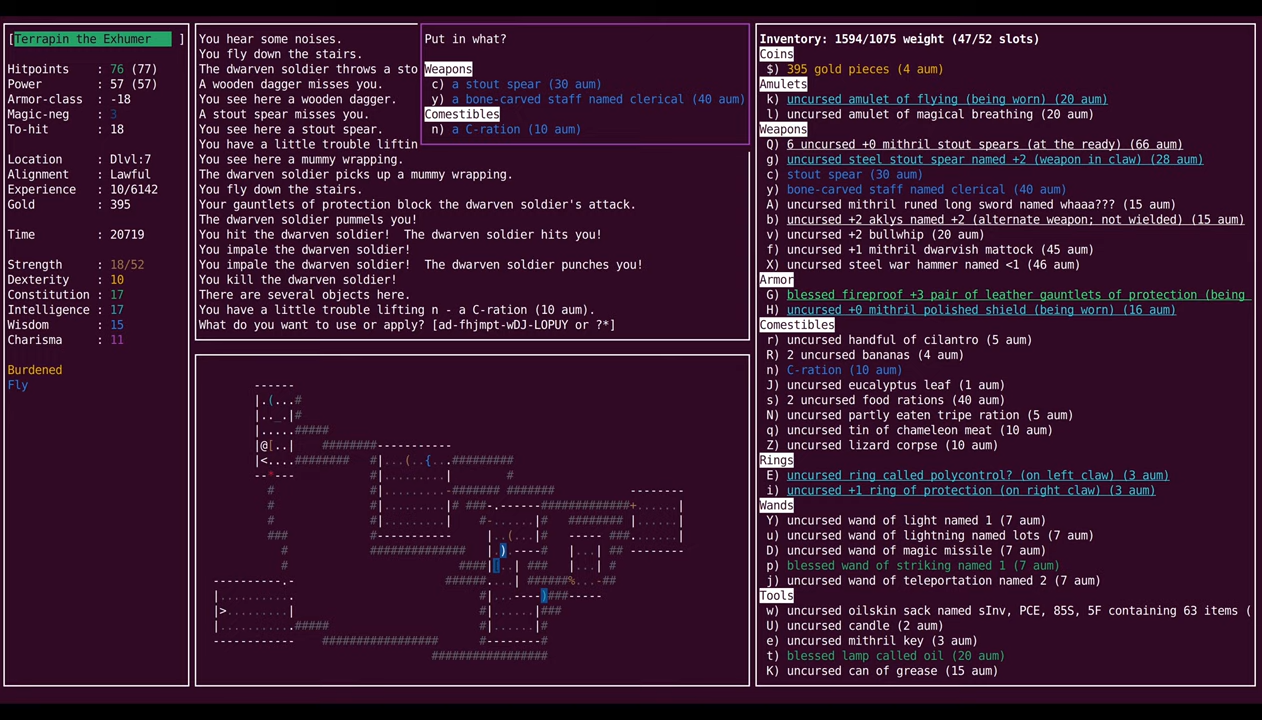 [Terrapin the Exhumer ]
Hitpoints : 76 (77)
Power : 57 (57)
Armor-class : -18
Magic-neg : 3
To-hit : 18
Location : Dlvl:7
Alignment : Lawful
Experience : 10/6142
Gold : 395
Time : 20719
Strength : 18/52
Dexterity : 10
Constitution : 17
Intelligence : 17
Wisdom : 15
Charisma : 11
Burdened
Fly
You hear some noises.
You fly down the stairs.
The dwarven soldier throws a sto
A wooden dagger misses you.
You see here a wooden dagger.
A stout spear misses you.
You see here a stout spear.
You have a little trouble liftin
You see here a mummy wrapping.
The dwarven soldier picks up a mummy wrapping.
You fly down the stairs.
Your gauntlets of protection block the dwarven soldier's attack.
The dwarven soldier pummels you!
You hit the dwarven soldier!  The dwarven soldier hits you!
You impale the dwarven soldier!
You impale the dwarven soldier!  The dwarven soldier punches you!
You kill the dwarven soldier!
There are several objects here.
You have a little trouble lifting n - a C-ration (10 aum).
What do you want to use or apply? [ad-fhjmpt-wDJ-LOPUY or ?*]
Put in what?
Weapons
c) a stout spear (30 aum)
y) a bone-carved staff named clerical (40 aum)
Comestibles
n) a C-ration (10 aum)
Inventory: 1594/1075 weight (47/52 slots)
Coins
$) 395 gold pieces (4 aum)
Amulets
k) uncursed amulet of flying (being worn) (20 aum)
l) uncursed amulet of magical breathing (20 aum)
Weapons
Q) 6 uncursed +0 mithril stout spears (at the ready) (66 aum)
g) uncursed steel stout spear named +2 (weapon in claw) (28 aum)
c) stout spear (30 aum)
y) bone-carved staff named clerical (40 aum)
A) uncursed mithril runed long sword named whaaa??? (15 aum)
b) uncursed +2 aklys named +2 (alternate weapon; not wielded) (15 aum)
v) uncursed +2 bullwhip (20 aum)
f) uncursed +1 mithril dwarvish mattock (45 aum)
X) uncursed steel war hammer named <1 (46 aum)
Armor
G) blessed fireproof +3 pair of leather gauntlets of protection (being
H) uncursed +0 mithril polished shield (being worn) (16 aum)
Comestibles
r) uncursed handful of cilantro (5 aum)
R) 2 uncursed bananas (4 aum)
n) C-ration (10 aum)
J) uncursed eucalyptus leaf (1 aum)
s) 2 uncursed food rations (40 aum)
N) uncursed partly eaten tripe ration (5 aum)
q) uncursed tin of chameleon meat (10 aum)
Z) uncursed lizard corpse (10 aum)
Rings
E) uncursed ring called polycontrol? (on left claw) (3 aum)
i) uncursed +1 ring of protection (on right claw) (3 aum)
Wands
Y) uncursed wand of light named 1 (7 aum)
u) uncursed wand of lightning named lots (7 aum)
D) uncursed wand of magic missile (7 aum)
p) blessed wand of striking named 1 (7 aum)
j) uncursed wand of teleportation named 2 (7 aum)
Tools
w) uncursed oilskin sack named sInv, PCE, 85S, 5F containing 63 items (
U) uncursed candle (2 aum)
e) uncursed mithril key (3 aum)
t) blessed lamp called oil (20 aum)
K) uncursed can of grease (15 aum)